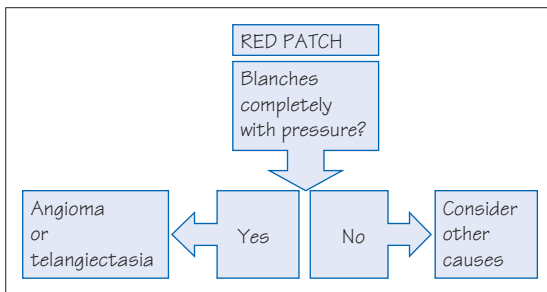 RED PATCH
Blanches
completely
with pressure?
Angioma
or
telangiectasia
Yes
No
Consider
other
causes